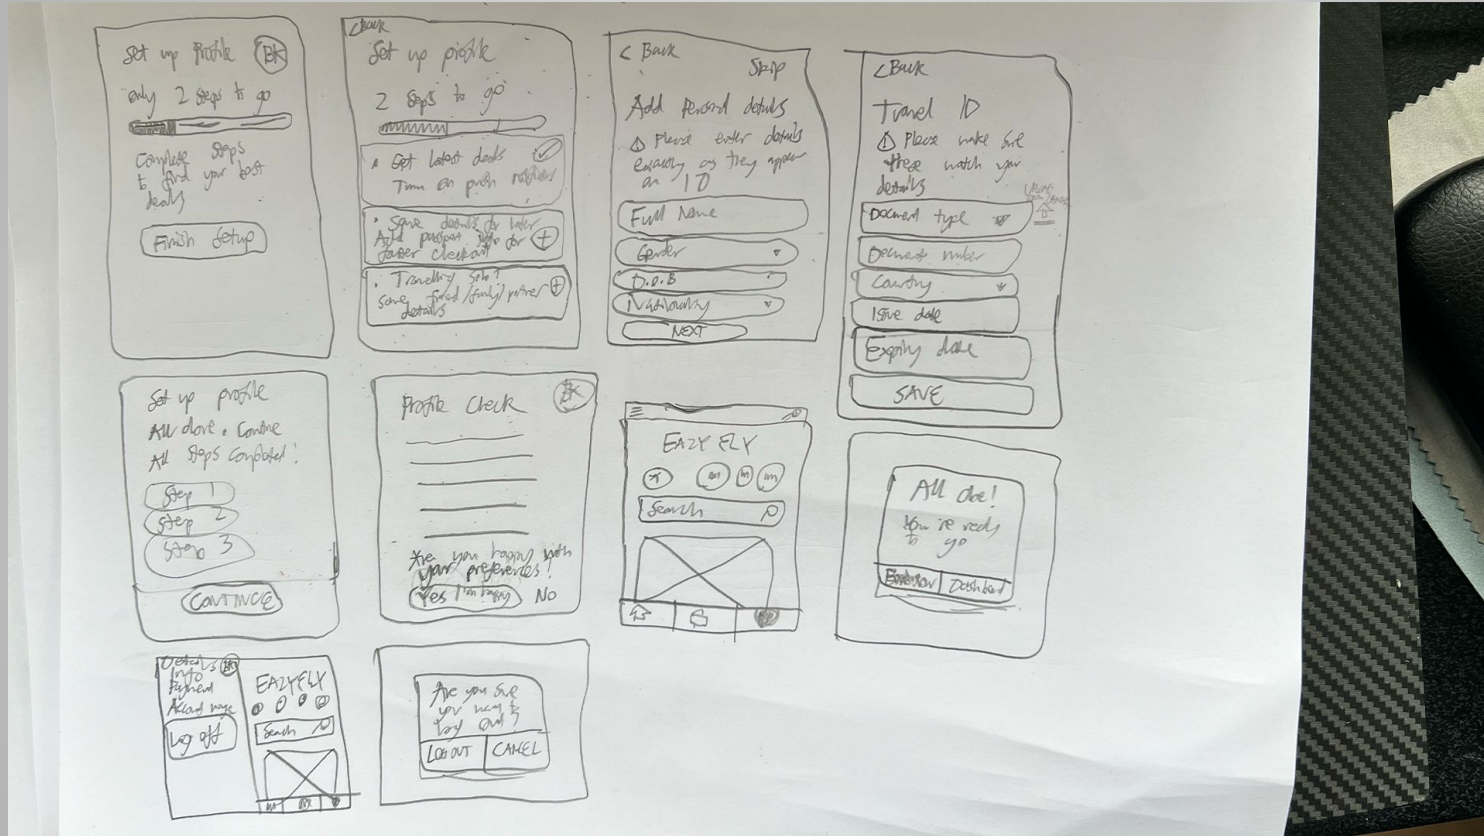 Set up Profile
BK
only 2 steps to go
Complete steps
to find your best
deals
Finish Setup
<Back
Set up profile
2 steps to go
• Get latest deals
Turn on push
• Save details for later
Add passport for
faster checkout
+
• Travelling
Save /family/partner
details
+
< Back
Skip
Add Personal details
⚠ Please enter details
exactly as they appear
on ID
Full Name
Gender
D.O.B
Nationality
NEXT
<Back
Travel ID
! Please make sure
these match your
details
Document type
Document number
Country
Issue date
Expiry date
SAVE
Set up profile
All done.
All steps completed!
Step 1
Step 2
Step 3
CONTINUE
Profile Check
BK
Are you happy with
your preferences?
Yes I'm happy
No
EAZY FLY
Search
All done!
You're ready
to go
Dashboard
Details
Info
Payment
Log off
EAZYFLY
Search
Are you sure
you want to
log out?
LOGOUT
CANCEL